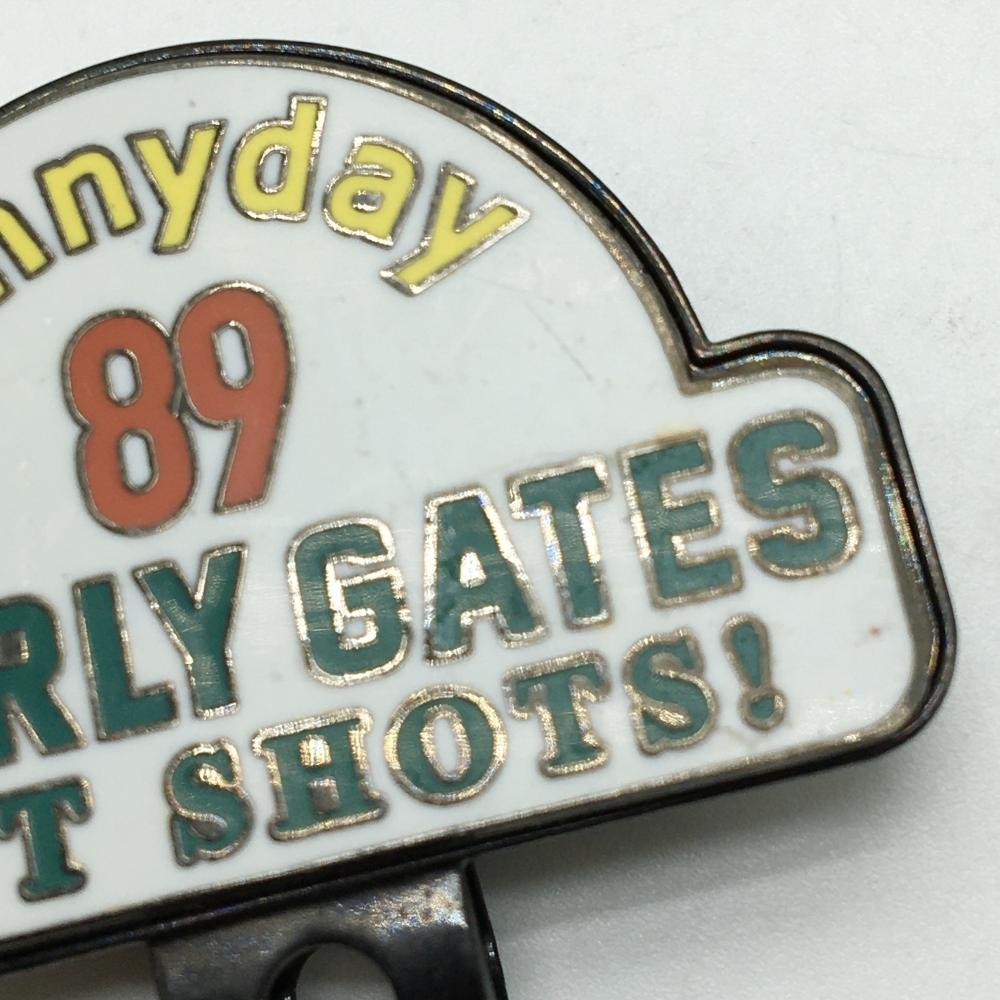 nnyday
89
RLY GATES
T SHOTS!